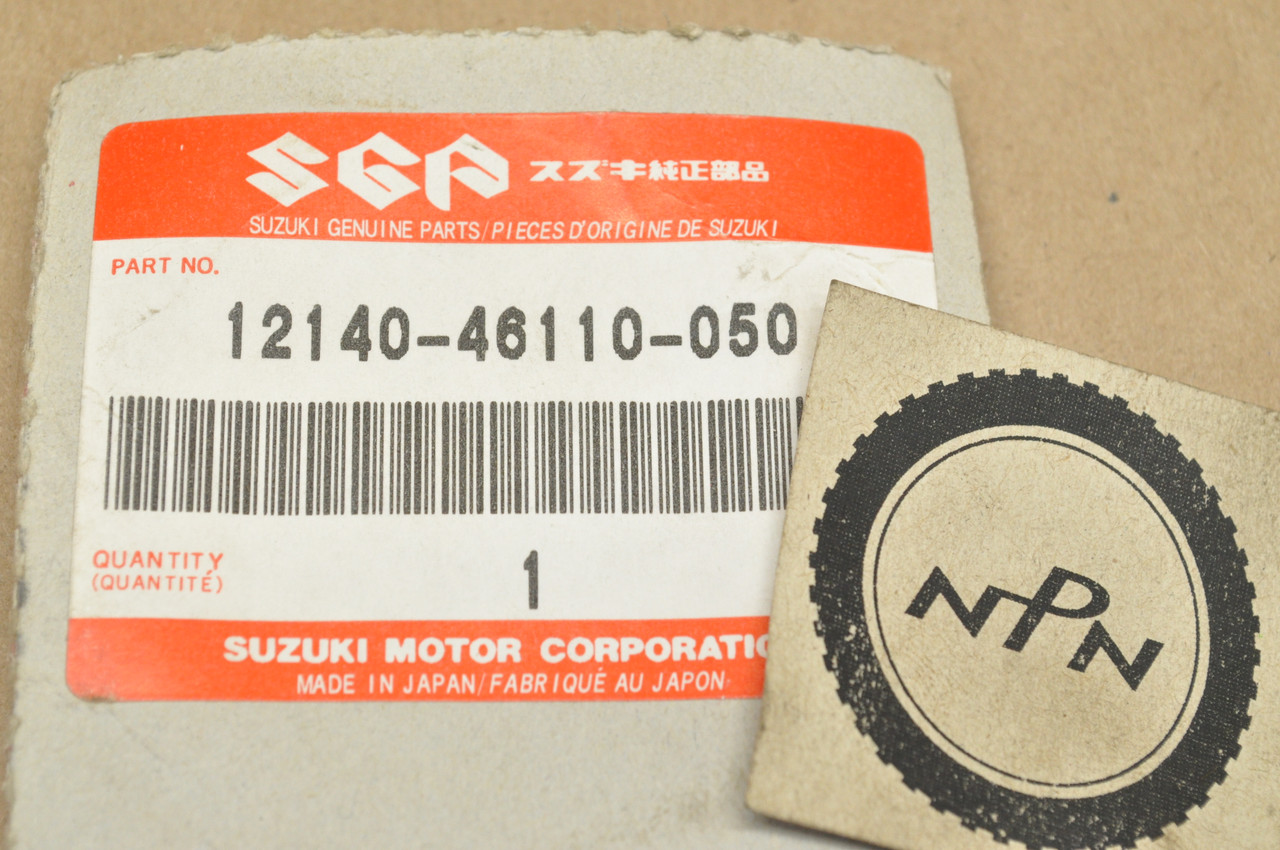 SGP スズキ純正部品
SUZUKI GENUINE PARTS/PIECES D'ORIGINE DE SUZUKI
PART NO.
12140-46110-050
QUANTITY
(QUANTITÉ)
1
SUZUKI MOTOR CORPORATIO
MADE IN JAPAN/FABRIQUÉ AU JAPON
NPN